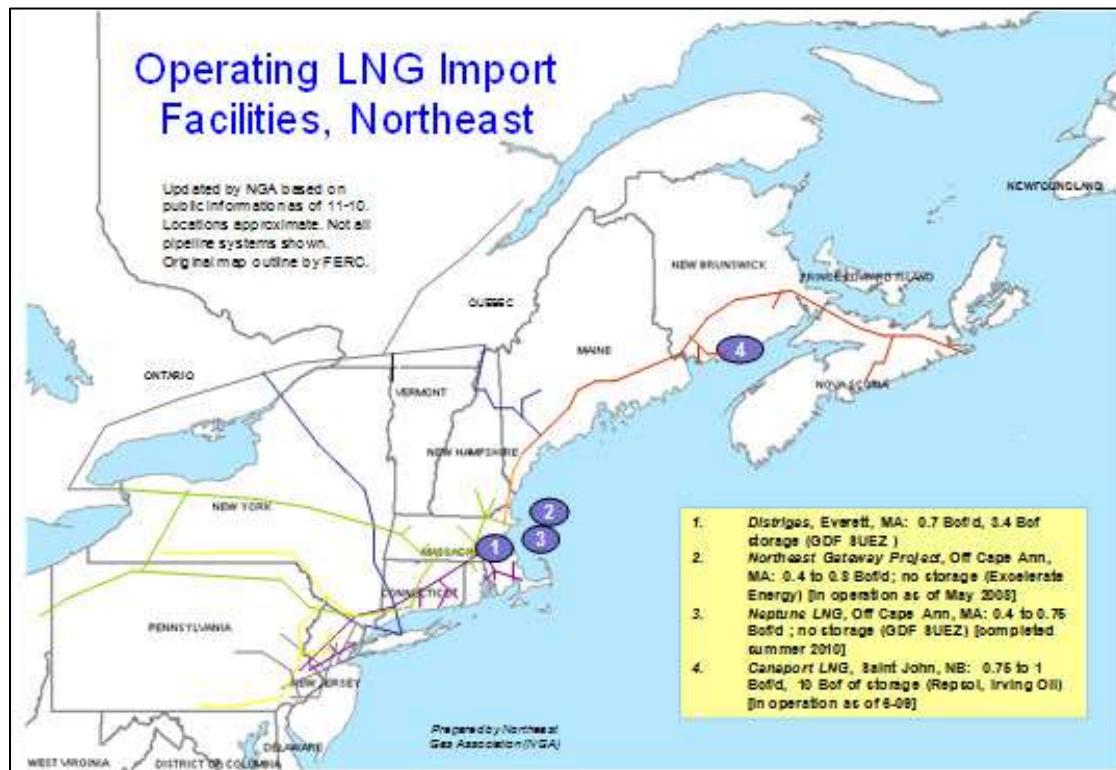 Operating LNG Import
Facilities, Northeast
Updated by NGA based on
public information as of 11-10.
Locations approximate. Not all
pipeline systems shown.
Original map outline by FERC.
NEWFOUNDLAND
NEW BRUNSWICK
PRINCE EDWARD ISLAND
QUEBEC
MAINE
4
ONTARIO
VERMONT
NOVA SCOTIA
NEW HAMPSHIRE
NEW YORK
2
3
1
MASSAC
CONNECTICUT
PENNSYLVANIA
NEW JERSEY
DELAWARE
WEST VIRGINIA
DISTRICT OF COLUMBIA
Prepared by Northeast
Gas Association (NGA)
1. Distrigas, Everett, MA: 0.7 Bcf/d, 3.4 Bcf
storage (GDF SUEZ )
2. Northeast Gateway Project, Off Cape Ann,
MA: 0.4 to 0.8 Bcf/d; no storage (Excelerate
Energy) [in operation as of May 2008]
3. Neptune LNG, Off Cape Ann, MA: 0.4 to 0.75
Bcf/d ; no storage (GDF SUEZ) [completed
summer 2010]
4. Canaport LNG, Saint John, NB: 0.75 to 1
Bcf/d, 10 Bcf of storage (Repsol, Irving Oil)
[in operation as of 6-09]